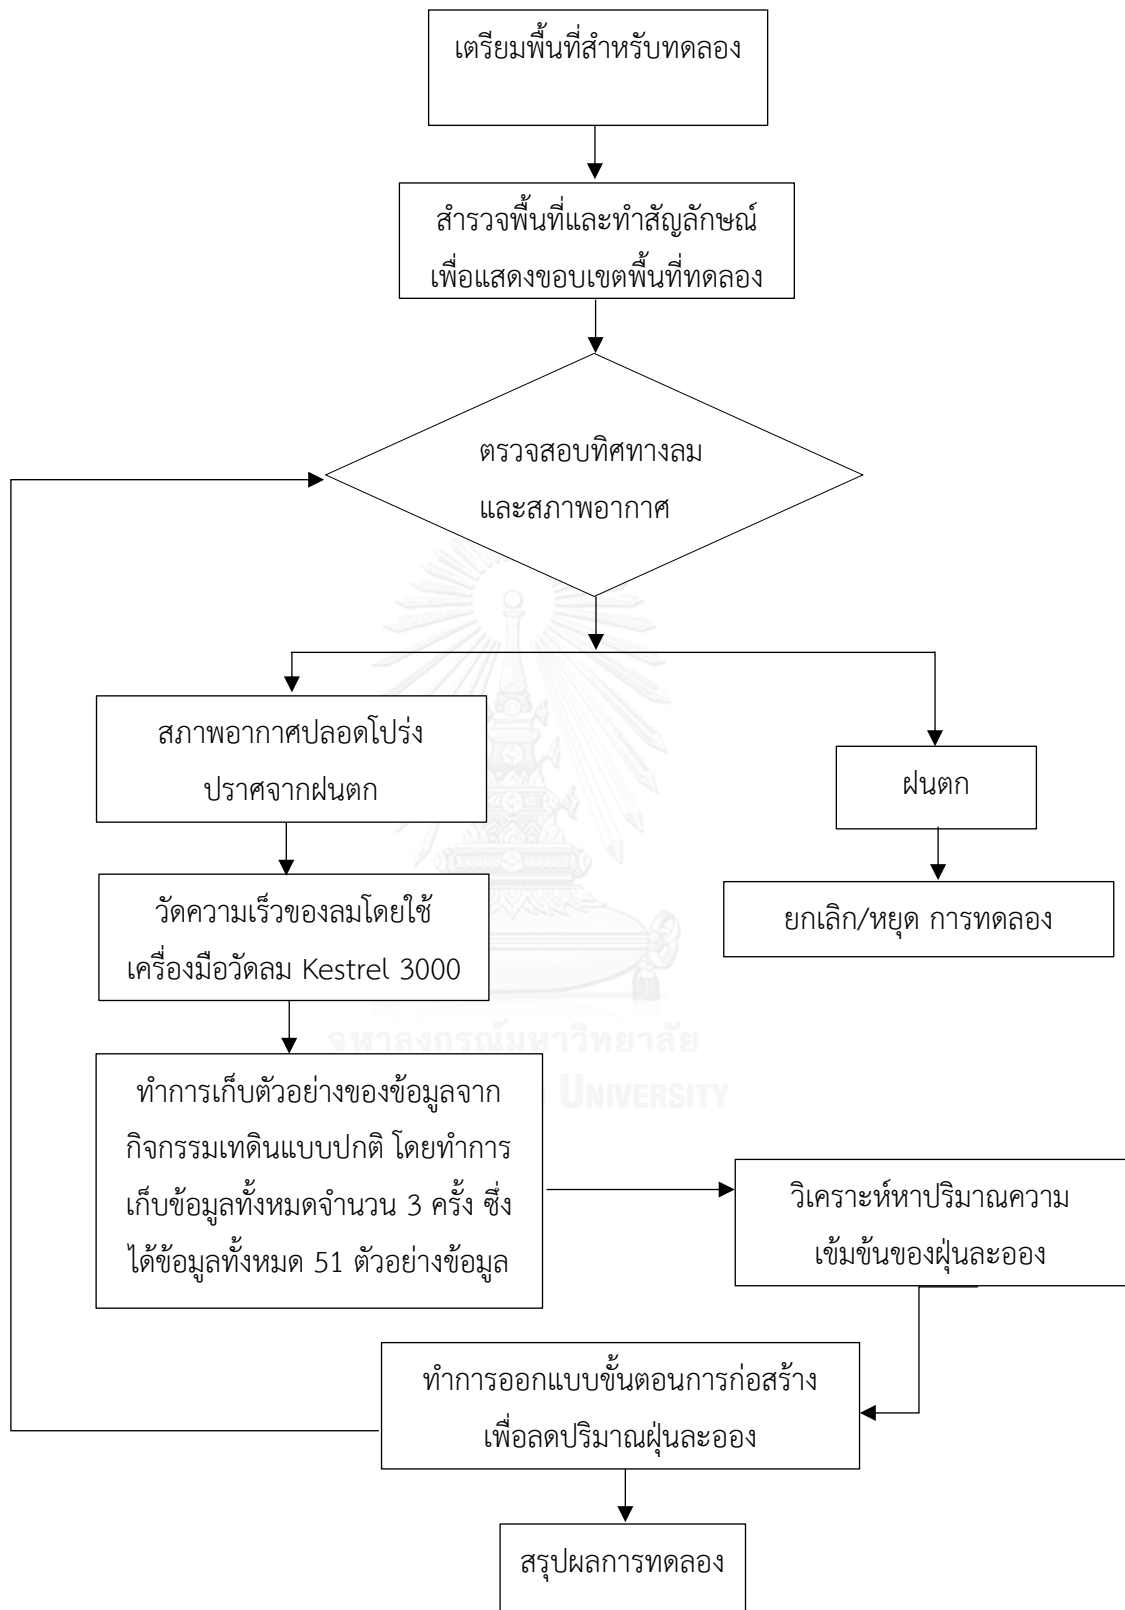 เตรียมพื้นที่สำหรับทดลอง
สำรวจพื้นที่และทำสัญลักษณ์
เพื่อแสดงขอบเขตพื้นที่ทดลอง
ตรวจสอบทิศทางลม
และสภาพอากาศ
สภาพอากาศปลอดโปร่ง
ปราศจากฝนตก
ฝนตก
วัดความเร็วของลมโดยใช้
เครื่องมือวัดลม Kestrel 3000
ยกเลิก/หยุด การทดลอง
จุฬาลงกรณ์มหาวิทยาลัย
UNIVERSITY
ทำการเก็บตัวอย่างของข้อมูลจาก
กิจกรรมเทดินแบบปกติ โดยทำการ
เก็บข้อมูลทั้งหมดจำนวน 3 ครั้ง ซึ่ง
ได้ข้อมูลทั้งหมด 51 ตัวอย่างข้อมูล
วิเคราะห์หาปริมาณความ
เข้มข้นของฝุ่นละออง
ทำการออกแบบขั้นตอนการก่อสร้าง
เพื่อลดปริมาณฝุ่นละออง
สรุปผลการทดลอง